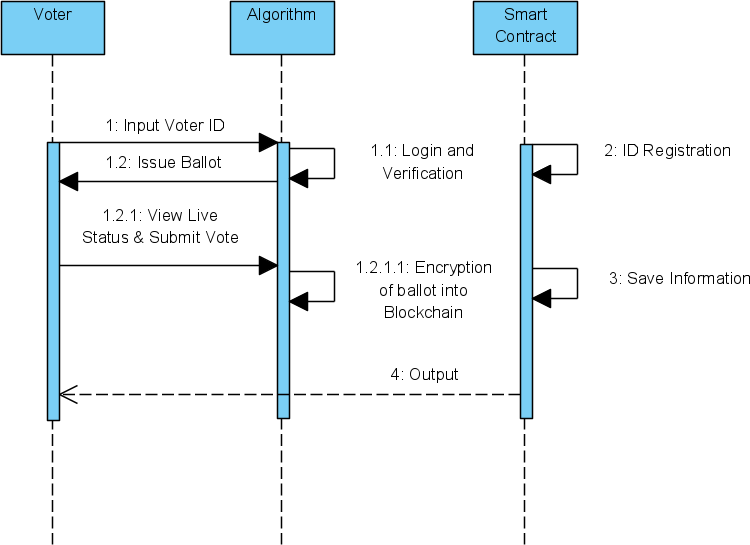 Voter
Algorithm
Smart
Contract
1: Input Voter ID
1.1: Login and
Verification
2: ID Registration
1.2: Issue Ballot
1.2.1: View Live
Status & Submit Vote
1.2.1.1: Encryption
of ballot into
Blockchain
3: Save Information
4: Output